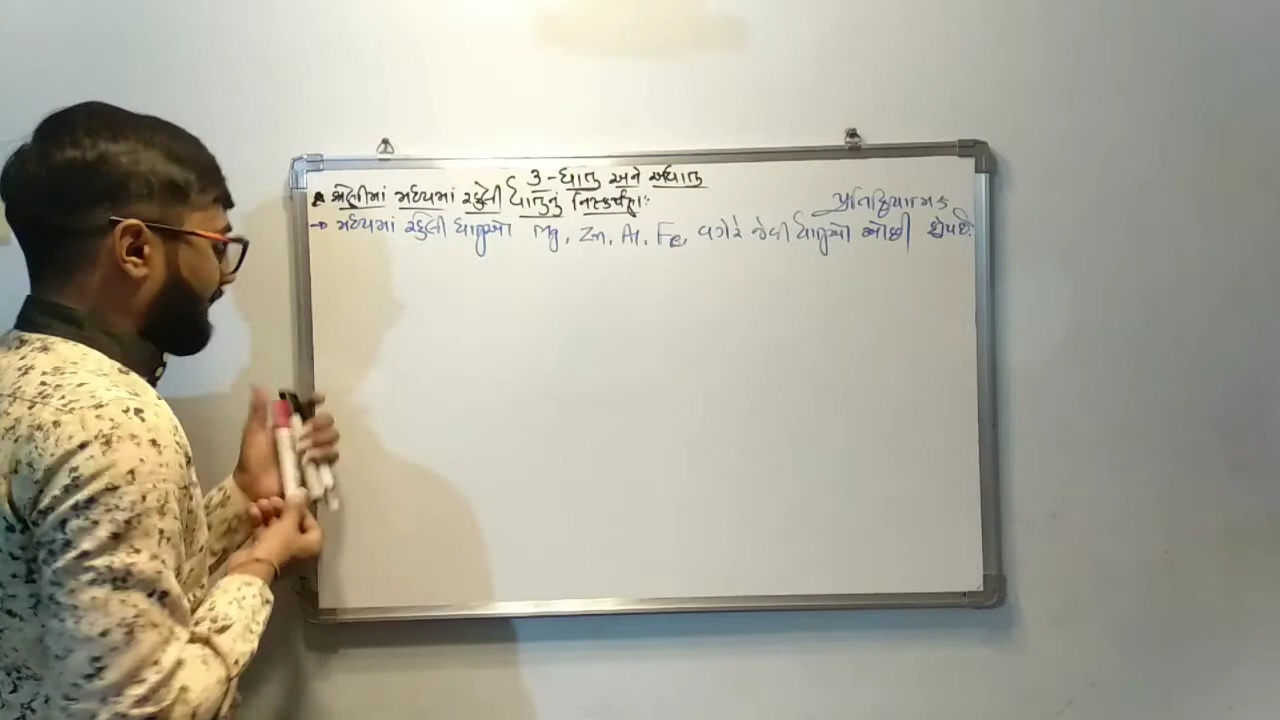 3 - ધાતુ અને અધાતુ
શ્રેણીમાં મધ્યમાં રહેલી ધાતુનું નિષ્કર્ષણ:
પ્રતિક્રિયાત્મક
→ મધ્યમાં રહેલી ધાતુઓ Mg, Zn, Al, Fe, વગેરે જેવી ધાતુઓ ઓછી હોય છે.